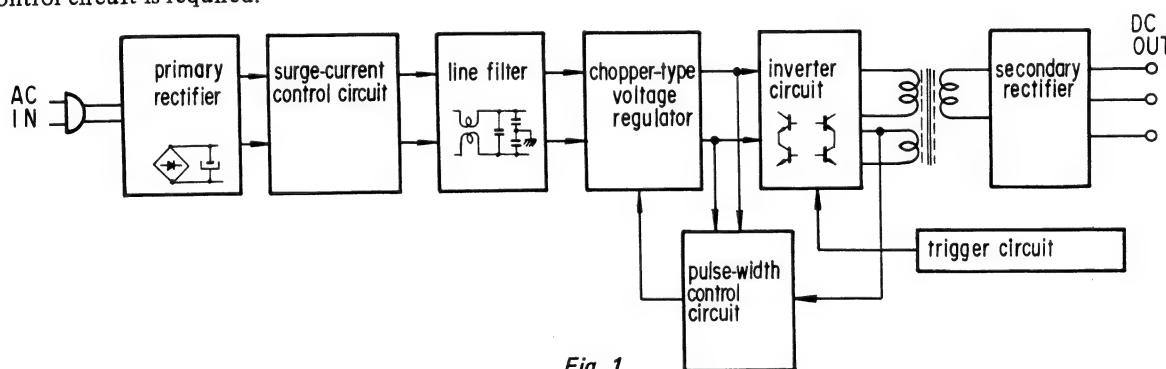 ontrol circuit is required.
AC
IN
primary
rectifier
surge-current
control circuit
line filter
chopper-type
voltage
regulator
inverter
circuit
secondary
rectifier
DC
OUT
trigger circuit
pulse-width
control
circuit
Fig. 1